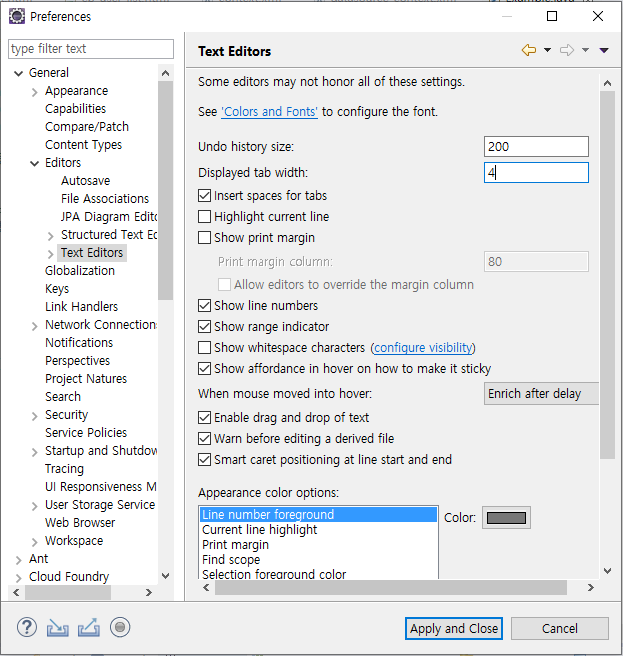 Preferences
type filter text
General
Appearance
Capabilities
Compare/Patch
Content Types
Editors
Autosave
File Associations
JPA Diagram Edito
Structured Text Ed
Text Editors
Globalization
Keys
Link Handlers
Network Connections
Notifications
Perspectives
Project Natures
Search
Security
Service Policies
Startup and Shutdow
Tracing
UI Responsiveness M
User Storage Service
Web Browser
Workspace
Ant
Cloud Foundry
Text Editors
Some editors may not honor all of these settings.
See 'Colors and Fonts' to configure the font.
Undo history size: 200
Displayed tab width: 4
Insert spaces for tabs
Highlight current line
Show print margin
Print margin column: 80
Allow editors to override the margin column
Show line numbers
Show range indicator
Show whitespace characters (configure visibility)
Show affordance in hover on how to make it sticky
When mouse moved into hover: Enrich after delay
Enable drag and drop of text
Warn before editing a derived file
Smart caret positioning at line start and end
Appearance color options:
Line number foreground
Current line highlight
Print margin
Find scope
Selection foreground color
Color:
Apply and Close
Cancel